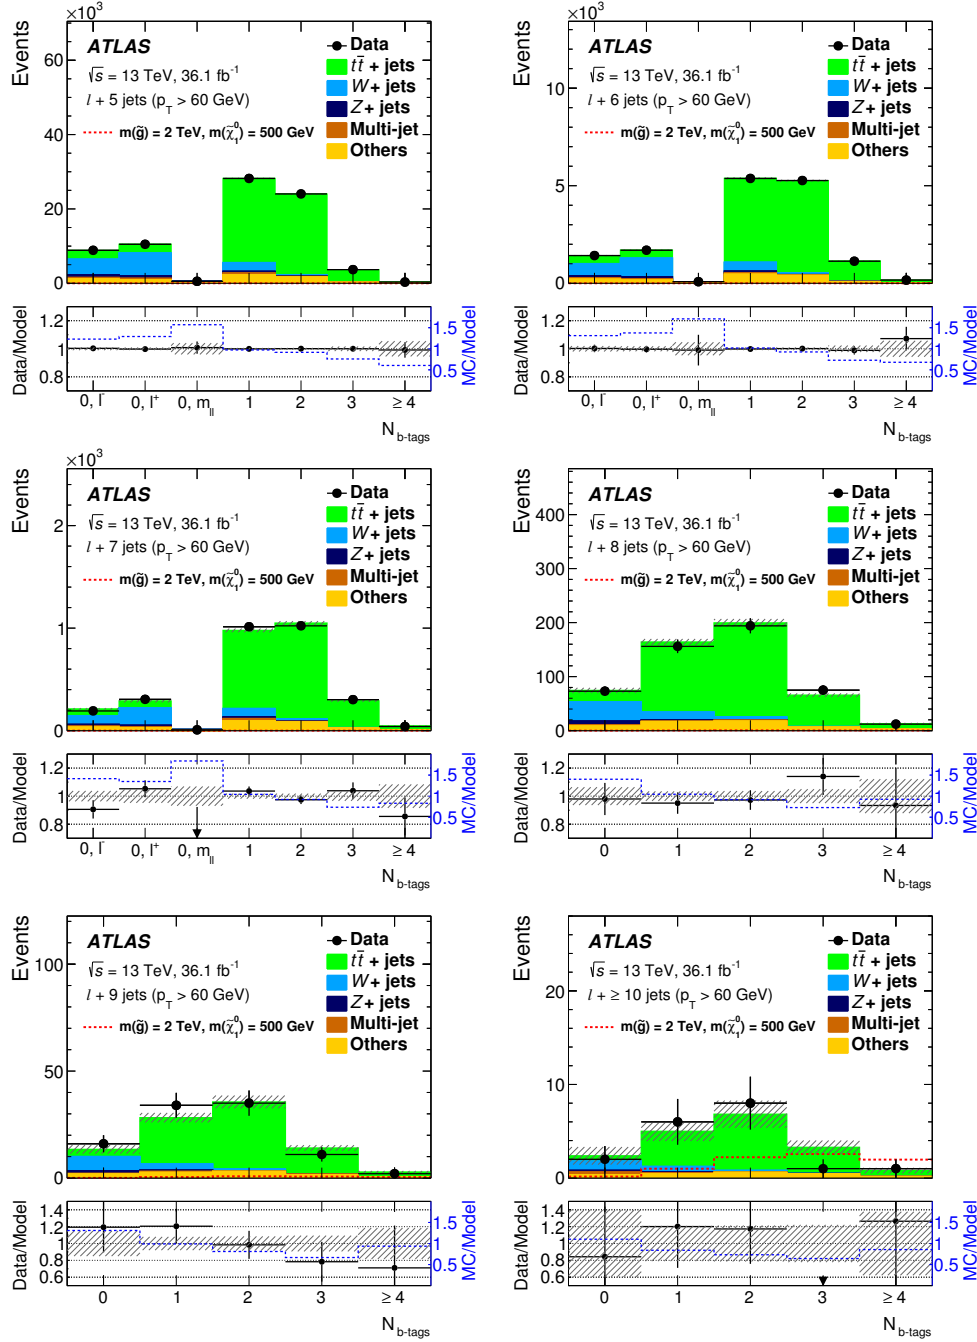 ×10³
Events
60
40
20
0
ATLAS
√s = 13 TeV, 36.1 fb⁻¹
l + 5 jets (p_T > 60 GeV)
m(g̃) = 2 TeV, m(χ̃₁⁰) = 500 GeV
Data
tt̄ + jets
W + jets
Z + jets
Multi-jet
Others
Data/Model
1.2
1
0.8
MC/Model
1.5
1
0.5
0, l⁻
0, l⁺
0, m_ll
1
2
3
≥ 4
N_b-tags
×10³
Events
10
5
0
ATLAS
√s = 13 TeV, 36.1 fb⁻¹
l + 6 jets (p_T > 60 GeV)
m(g̃) = 2 TeV, m(χ̃₁⁰) = 500 GeV
Data
tt̄ + jets
W + jets
Z + jets
Multi-jet
Others
Data/Model
1.2
1
0.8
MC/Model
1.5
1
0.5
0, l⁻
0, l⁺
0, m_ll
1
2
3
≥ 4
N_b-tags
×10³
Events
2
1
0
ATLAS
√s = 13 TeV, 36.1 fb⁻¹
l + 7 jets (p_T > 60 GeV)
m(g̃) = 2 TeV, m(χ̃₁⁰) = 500 GeV
Data
tt̄ + jets
W + jets
Z + jets
Multi-jet
Others
Data/Model
1.2
1
0.8
MC/Model
1.5
1
0.5
0, l⁻
0, l⁺
0, m_ll
1
2
3
≥ 4
N_b-tags
Events
400
300
200
100
0
ATLAS
√s = 13 TeV, 36.1 fb⁻¹
l + 8 jets (p_T > 60 GeV)
m(g̃) = 2 TeV, m(χ̃₁⁰) = 500 GeV
Data
tt̄ + jets
W + jets
Z + jets
Multi-jet
Others
Data/Model
1.2
1
0.8
MC/Model
1.5
1
0.5
0
1
2
3
≥ 4
N_b-tags
Events
100
50
0
ATLAS
√s = 13 TeV, 36.1 fb⁻¹
l + 9 jets (p_T > 60 GeV)
m(g̃) = 2 TeV, m(χ̃₁⁰) = 500 GeV
Data
tt̄ + jets
W + jets
Z + jets
Multi-jet
Others
Data/Model
1.4
1.2
1
0.8
0.6
MC/Model
1.5
1
0.5
0
1
2
3
≥ 4
N_b-tags
Events
20
10
0
ATLAS
√s = 13 TeV, 36.1 fb⁻¹
l + ≥ 10 jets (p_T > 60 GeV)
m(g̃) = 2 TeV, m(χ̃₁⁰) = 500 GeV
Data
tt̄ + jets
W + jets
Z + jets
Multi-jet
Others
Data/Model
1.4
1.2
1
0.8
0.6
MC/Model
1.5
1
0.5
0
1
2
3
≥ 4
N_b-tags